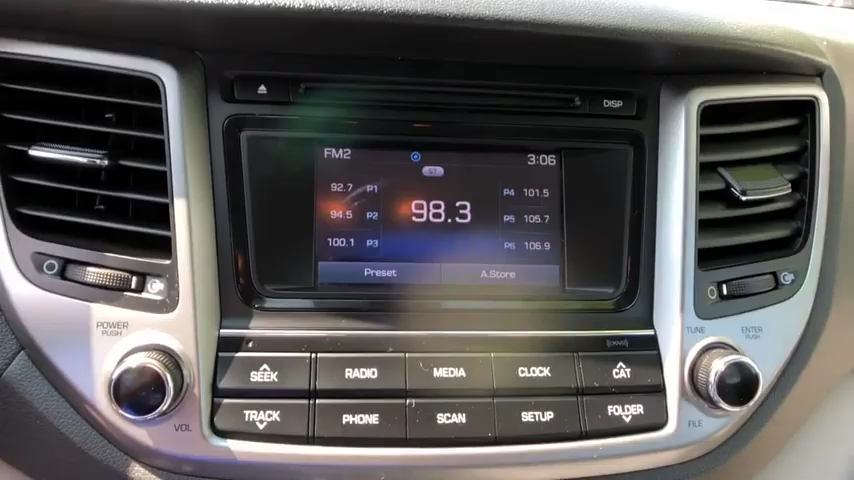 DISP
FM2 3:06
ST
92.7 P1
94.5 P2
100.1 P3
98.3
P4 101.5
P5 105.7
P6 106.9
Preset A.Store
POWER
PUSH
VOL
SEEK RADIO MEDIA CLOCK CAT
TRACK PHONE SCAN SETUP FOLDER
TUNE
ENTER
PUSH
FILE